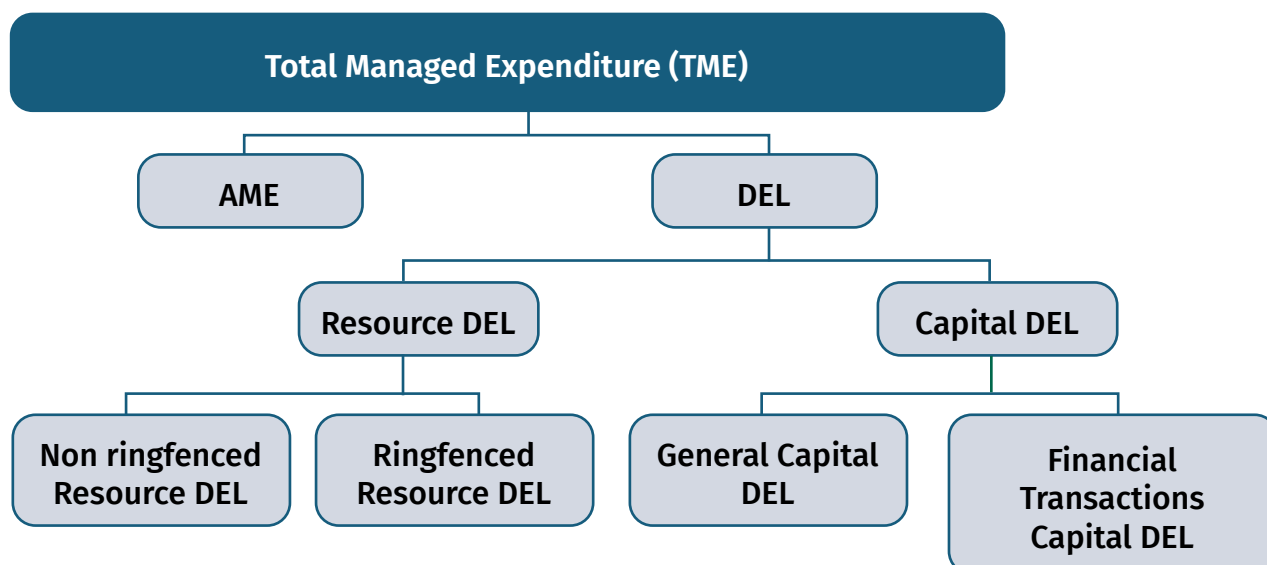 Total Managed Expenditure (TME)
AME
DEL
Resource DEL
Capital DEL
Non ringfenced
Resource DEL
Ringfenced
Resource DEL
General Capital
DEL
Financial
Transactions
Capital DEL